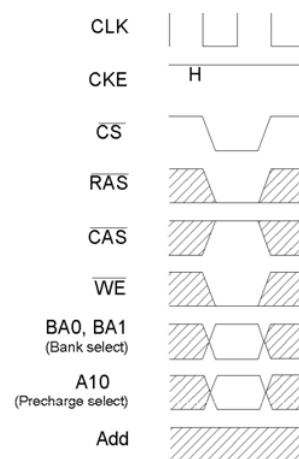 CLK
CKE H
CS
RAS
CAS
WE
BA0, BA1
(Bank select)
A10
(Precharge select)
Add